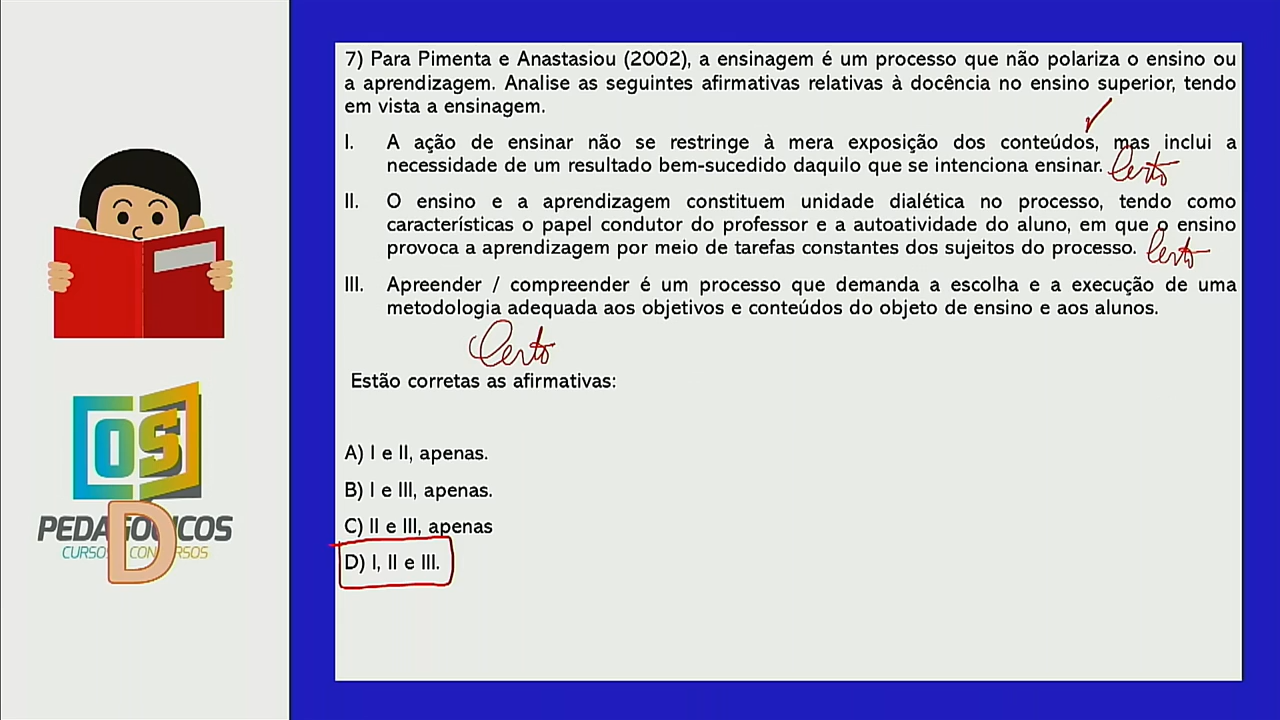 7) Para Pimenta e Anastasiou (2002), a ensinagem é um processo que não polariza o ensino ou
a aprendizagem. Analise as seguintes afirmativas relativas à docência no ensino superior, tendo
em vista a ensinagem.
I. A ação de ensinar não se restringe à mera exposição dos conteúdos, mas inclui a
necessidade de um resultado bem-sucedido daquilo que se intenciona ensinar. Certo
II. O ensino e a aprendizagem constituem unidade dialética no processo, tendo como
características o papel condutor do professor e a autoatividade do aluno, em que o ensino
provoca a aprendizagem por meio de tarefas constantes dos sujeitos do processo. Certo
III. Apreender / compreender é um processo que demanda a escolha e a execução de uma
metodologia adequada aos objetivos e conteúdos do objeto de ensino e aos alunos.
Certo
Estão corretas as afirmativas:
A) I e II, apenas.
B) I e III, apenas.
C) II e III, apenas
D) I, II e III.
OS
PEDAGÓGICOS
CURSOS CONCURSOS
D